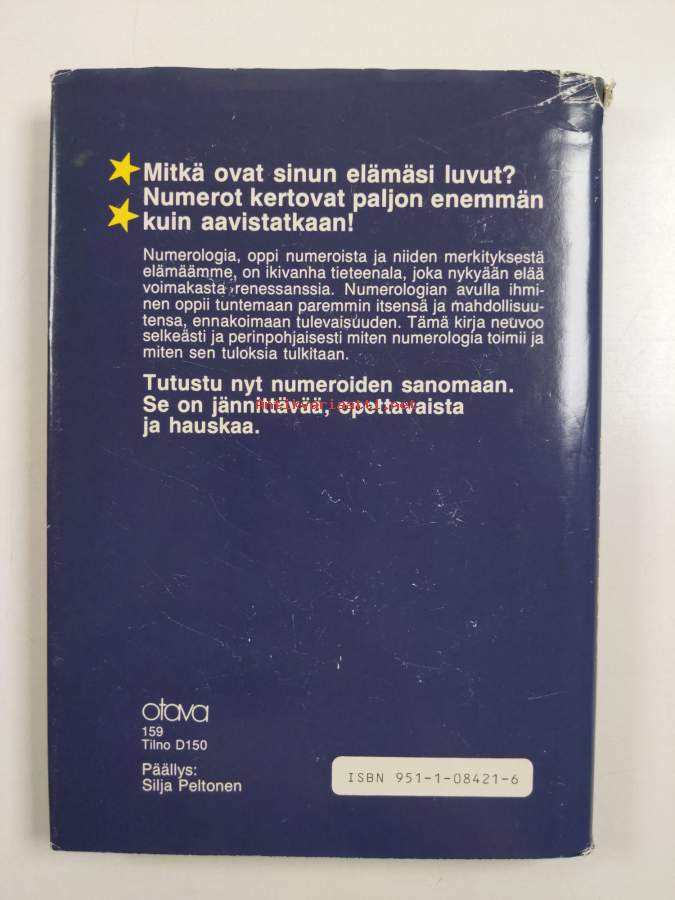 Mitkä ovat sinun elämäsi luvut?
Numerot kertovat paljon enemmän
kuin aavistatkaan!
Numerologia, oppi numeroista ja niiden merkityksestä
elämäämme, on ikivanha tieteenala, joka nykyään elää
voimakasta renessanssia. Numerologian avulla ihmi-
nen oppii tuntemaan paremmin itsensä ja mahdollisuu-
tensa, ennakoimaan tulevaisuuden. Tämä kirja neuvoo
selkeästi ja perinpohjaisesti miten numerologia toimii ja
miten sen tuloksia tulkitaan.
Tutustu nyt numeroiden sanomaan.
Se on jännittävää, opettavaista
Antikvariaatti.net
ja hauskaa.
otava
159
Tilno D150
Päällys:
Silja Peltonen
ISBN 951-1-08421-6